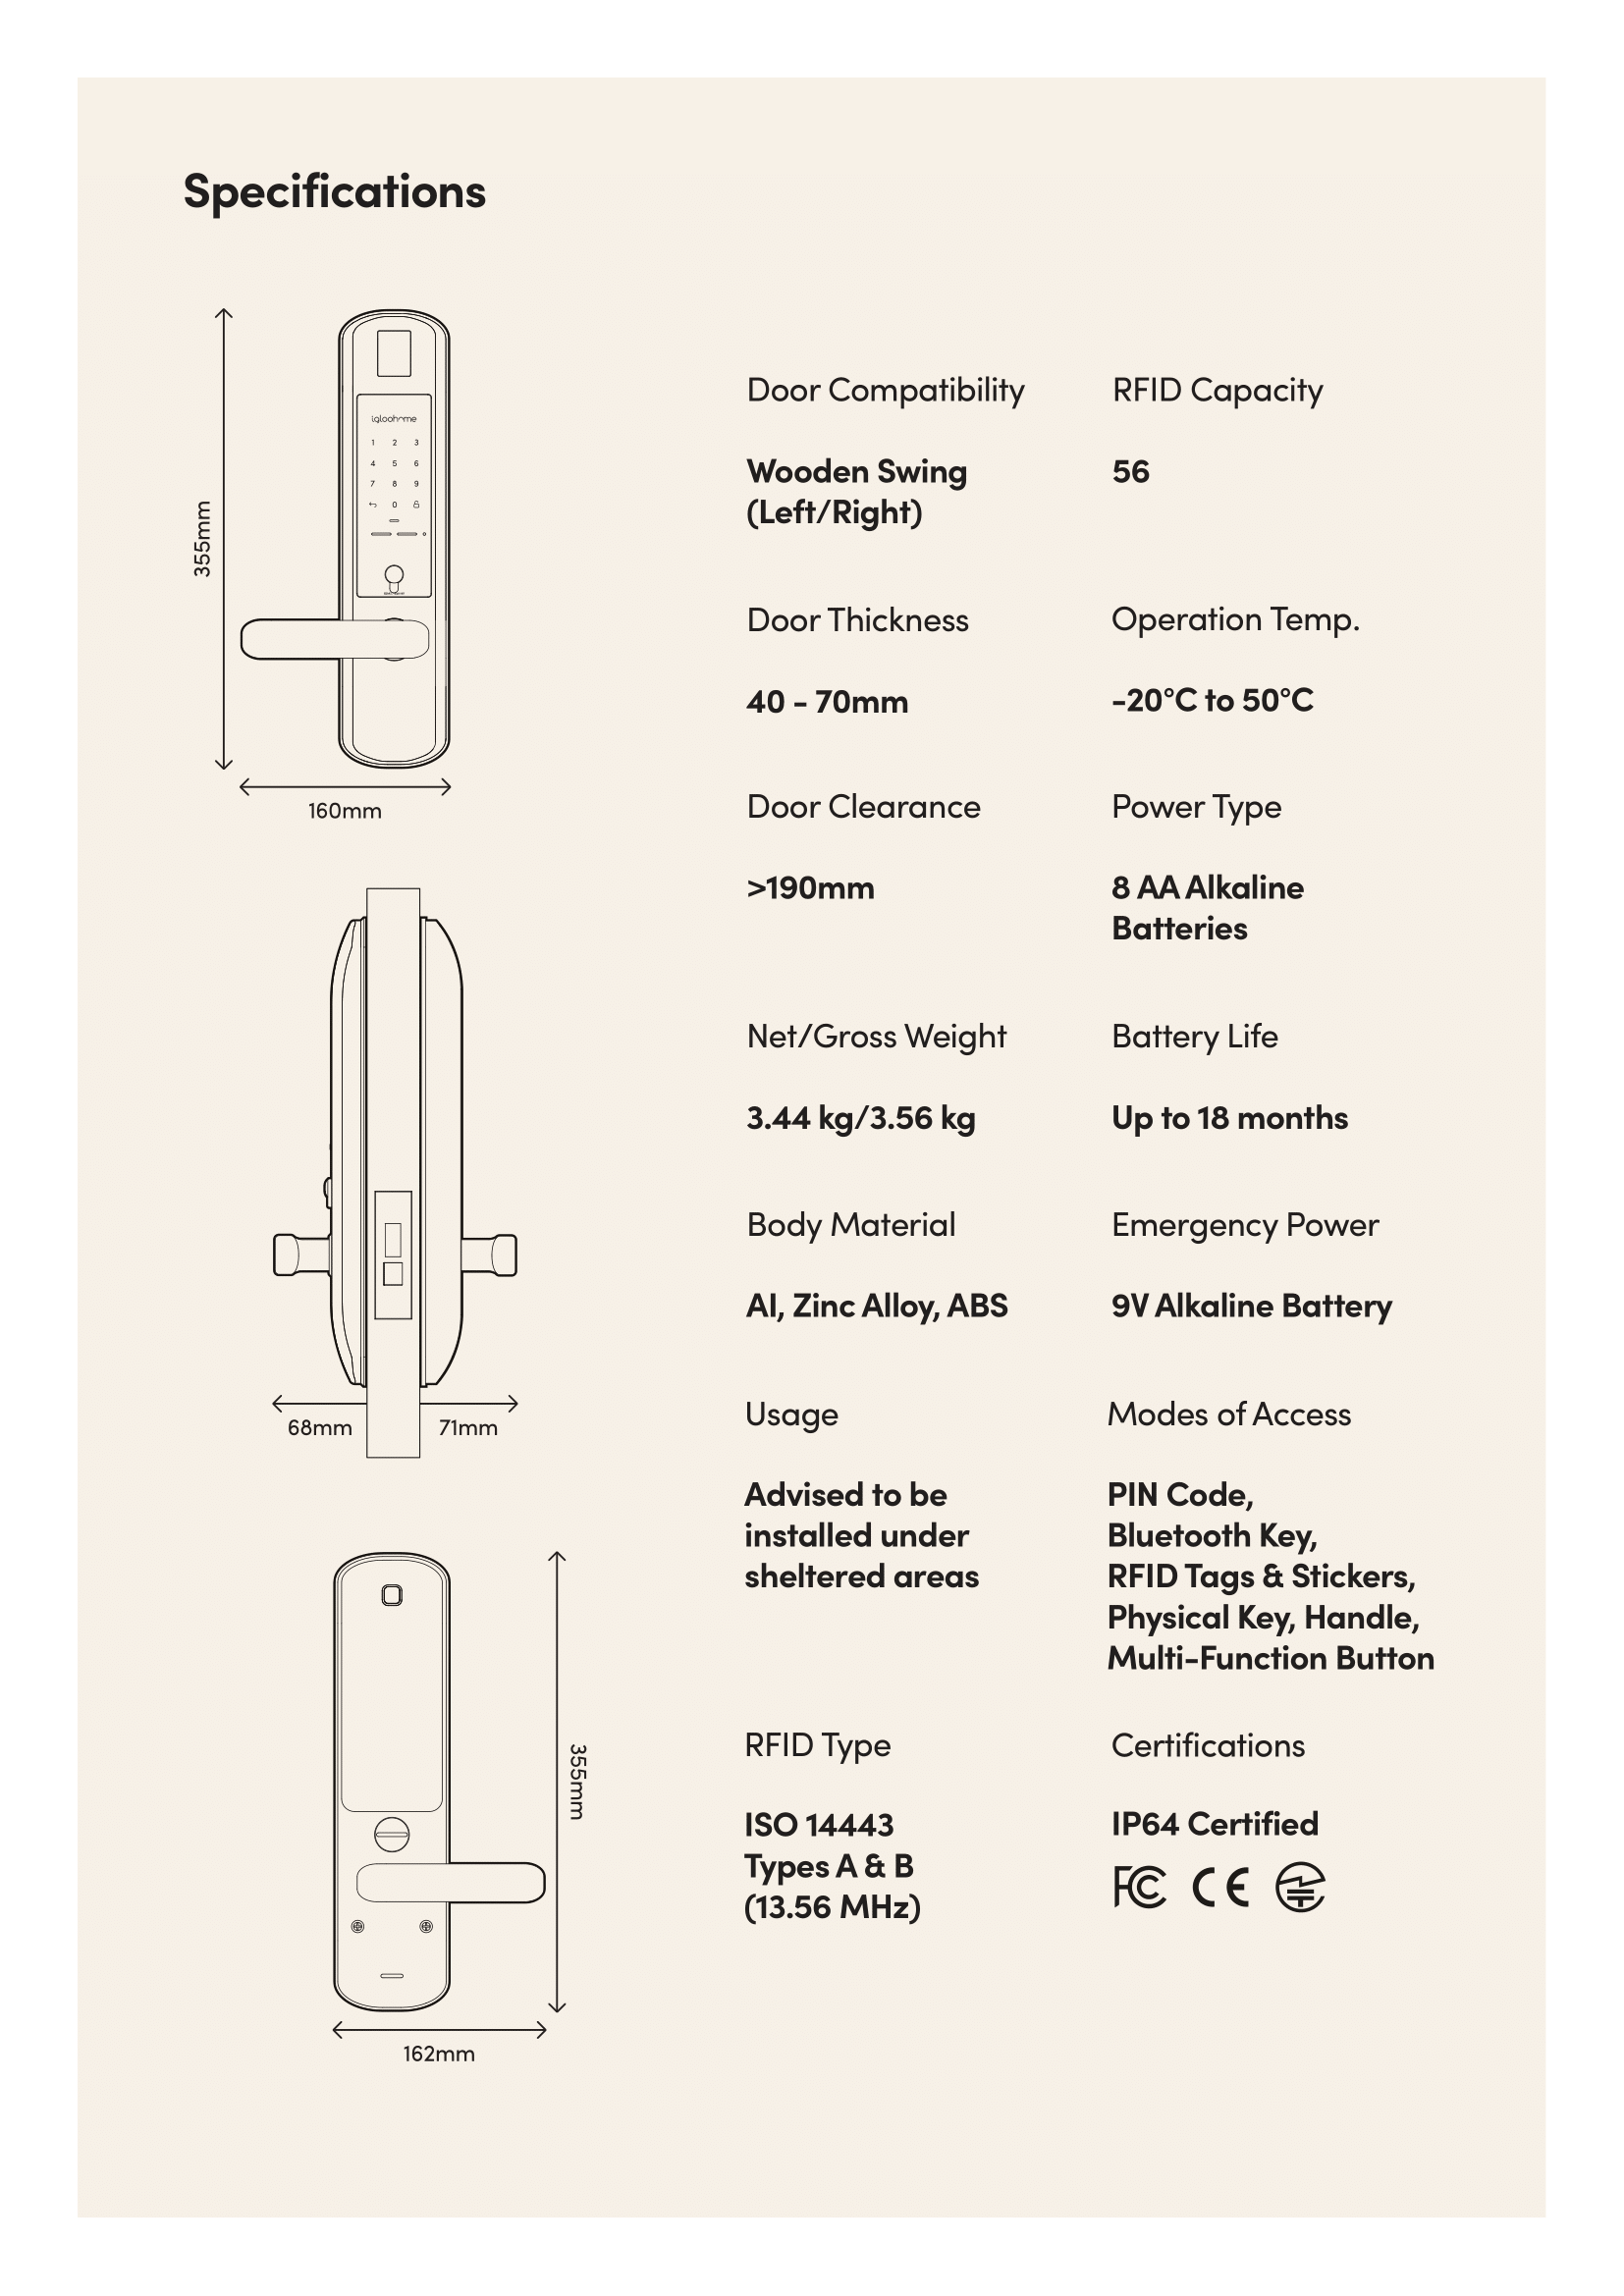 Specifications
355mm
igloohome
1 2 3
4 5 6
7 8 9
0
160mm
68mm
71mm
355mm
162mm
Door Compatibility
Wooden Swing
(Left/Right)
Door Thickness
40 - 70mm
Door Clearance
>190mm
Net/Gross Weight
3.44 kg/3.56 kg
Body Material
Al, Zinc Alloy, ABS
Usage
Advised to be
installed under
sheltered areas
RFID Type
ISO 14443
Types A & B
(13.56 MHz)
RFID Capacity
56
Operation Temp.
-20°C to 50°C
Power Type
8 AA Alkaline
Batteries
Battery Life
Up to 18 months
Emergency Power
9V Alkaline Battery
Modes of Access
PIN Code,
Bluetooth Key,
RFID Tags & Stickers,
Physical Key, Handle,
Multi-Function Button
Certifications
IP64 Certified
FC CE